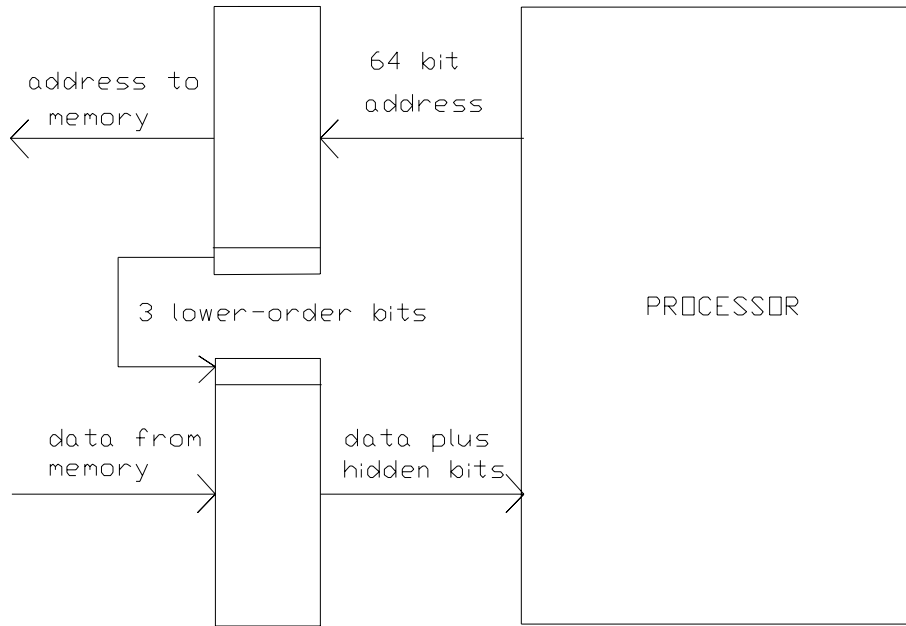 address to
memory
64 bit
address
3 lower-order bits
PROCESSOR
data from
memory
data plus
hidden bits